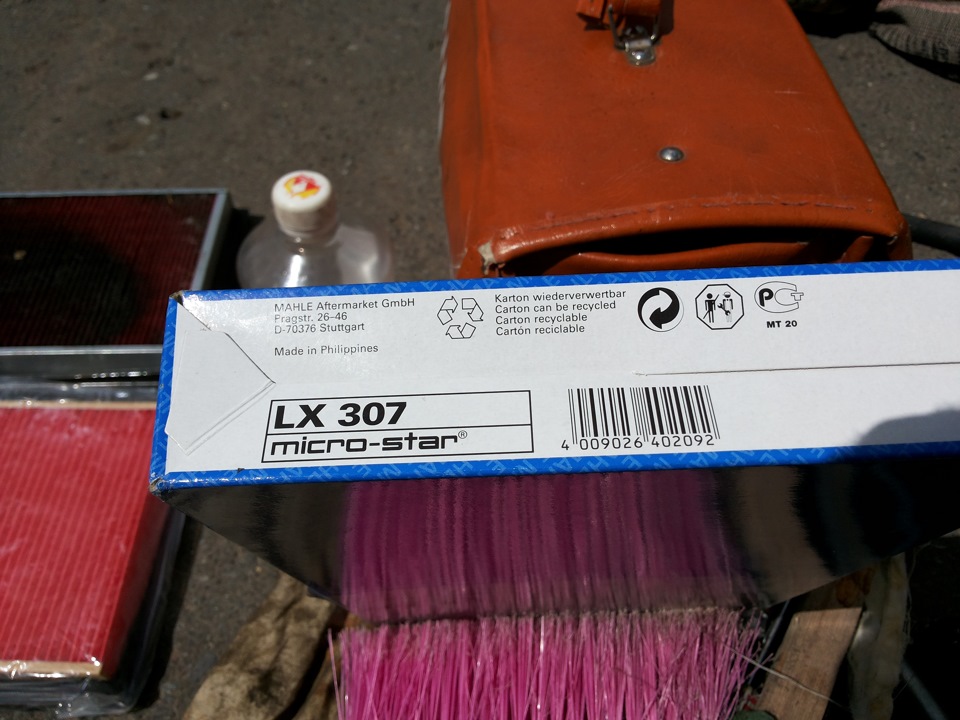 MAHLE Aftermarket GmbH
Pragstr. 26–46
D-70376 Stuttgart
Made in Philippines
Karton wiederverwertbar
Carton can be recycled
Carton recyclable
Cartón reciclable
PCT
MT 20
LX 307
micro-star®
4 009026 402092